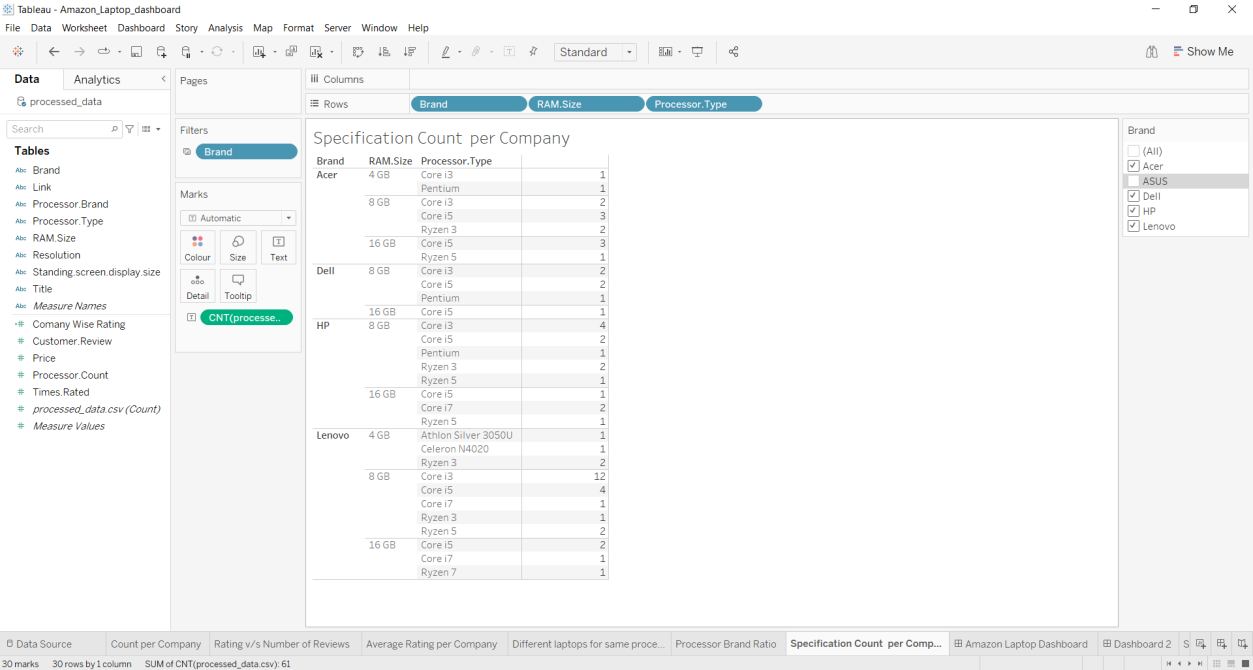 Tableau - Amazon_Laptop_dashboard
File Data Worksheet Dashboard Story Analysis Map Format Server Window Help
Standard
Show Me
Data Analytics
processed_data
Search
Tables
Abc Brand
Abc Link
Abc Processor.Brand
Abc Processor.Type
Abc RAM.Size
Abc Resolution
Abc Standing.screen.display.size
Abc Title
Abc Measure Names
Comany Wise Rating
# Customer.Review
# Price
# Processor.Count
# Times.Rated
# processed_data.csv (Count)
# Measure Values
Pages
Filters
Brand
Marks
Automatic
Colour Size Text
Detail Tooltip
CNT(processe..
Columns
Rows Brand RAM.Size Processor.Type
Specification Count per Company
Brand RAM.Size Processor.Type
Acer 4 GB Core i3 1
Pentium 1
8 GB Core i3 2
Core i5 3
Ryzen 3 2
16 GB Core i5 3
Ryzen 5 1
Dell 8 GB Core i3 2
Core i5 2
Pentium 1
16 GB Core i5 1
HP 8 GB Core i3 4
Core i5 2
Pentium 1
Ryzen 3 2
Ryzen 5 1
16 GB Core i5 1
Core i7 2
Ryzen 5 1
Lenovo 4 GB Athlon Silver 3050U 1
Celeron N4020 1
Ryzen 3 2
8 GB Core i3 12
Core i5 4
Core i7 1
Ryzen 3 1
Ryzen 5 2
16 GB Core i5 2
Core i7 1
Ryzen 7 1
Brand
(All)
Acer
ASUS
Dell
HP
Lenovo
Data Source Count per Company Rating v/s Number of Reviews Average Rating per Company Different laptops for same proce... Processor Brand Ratio Specification Count per Comp... Amazon Laptop Dashboard Dashboard 2 S
30 marks 30 rows by 1 column SUM of CNT(processed_data.csv): 61